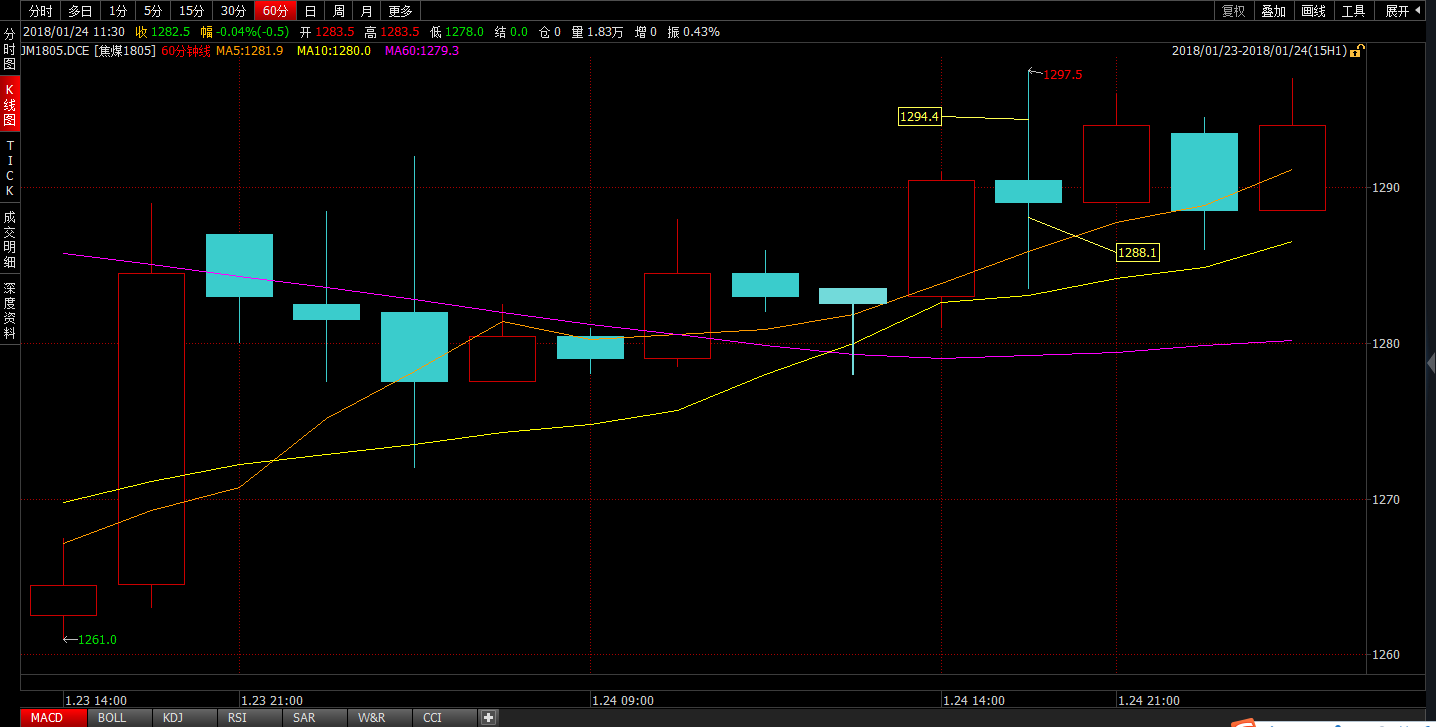 分时 多日 1分 5分 15分 30分 60分 日 周 月 更多 复权 叠加 画线 工具 展开
2018/01/24 11:30 收 1282.5 幅 -0.04%(-0.5) 开 1283.5 高 1283.5 低 1278.0 结 0.0 仓 0 量 1.83万 增 0 振 0.43%
JM1805.DCE [焦煤1805] 60分钟线 MA5:1281.9 MA10:1280.0 MA60:1279.3 2018/01/23-2018/01/24(15H1)
分时图
K线图
TICK
成交明细
深度资料
1297.5
1294.4
1290
1288.1
1280
1270
1261.0
1260
1.23 14:00 1.23 21:00 1.24 09:00 1.24 14:00 1.24 21:00
MACD BOLL KDJ RSI SAR W&R CCI